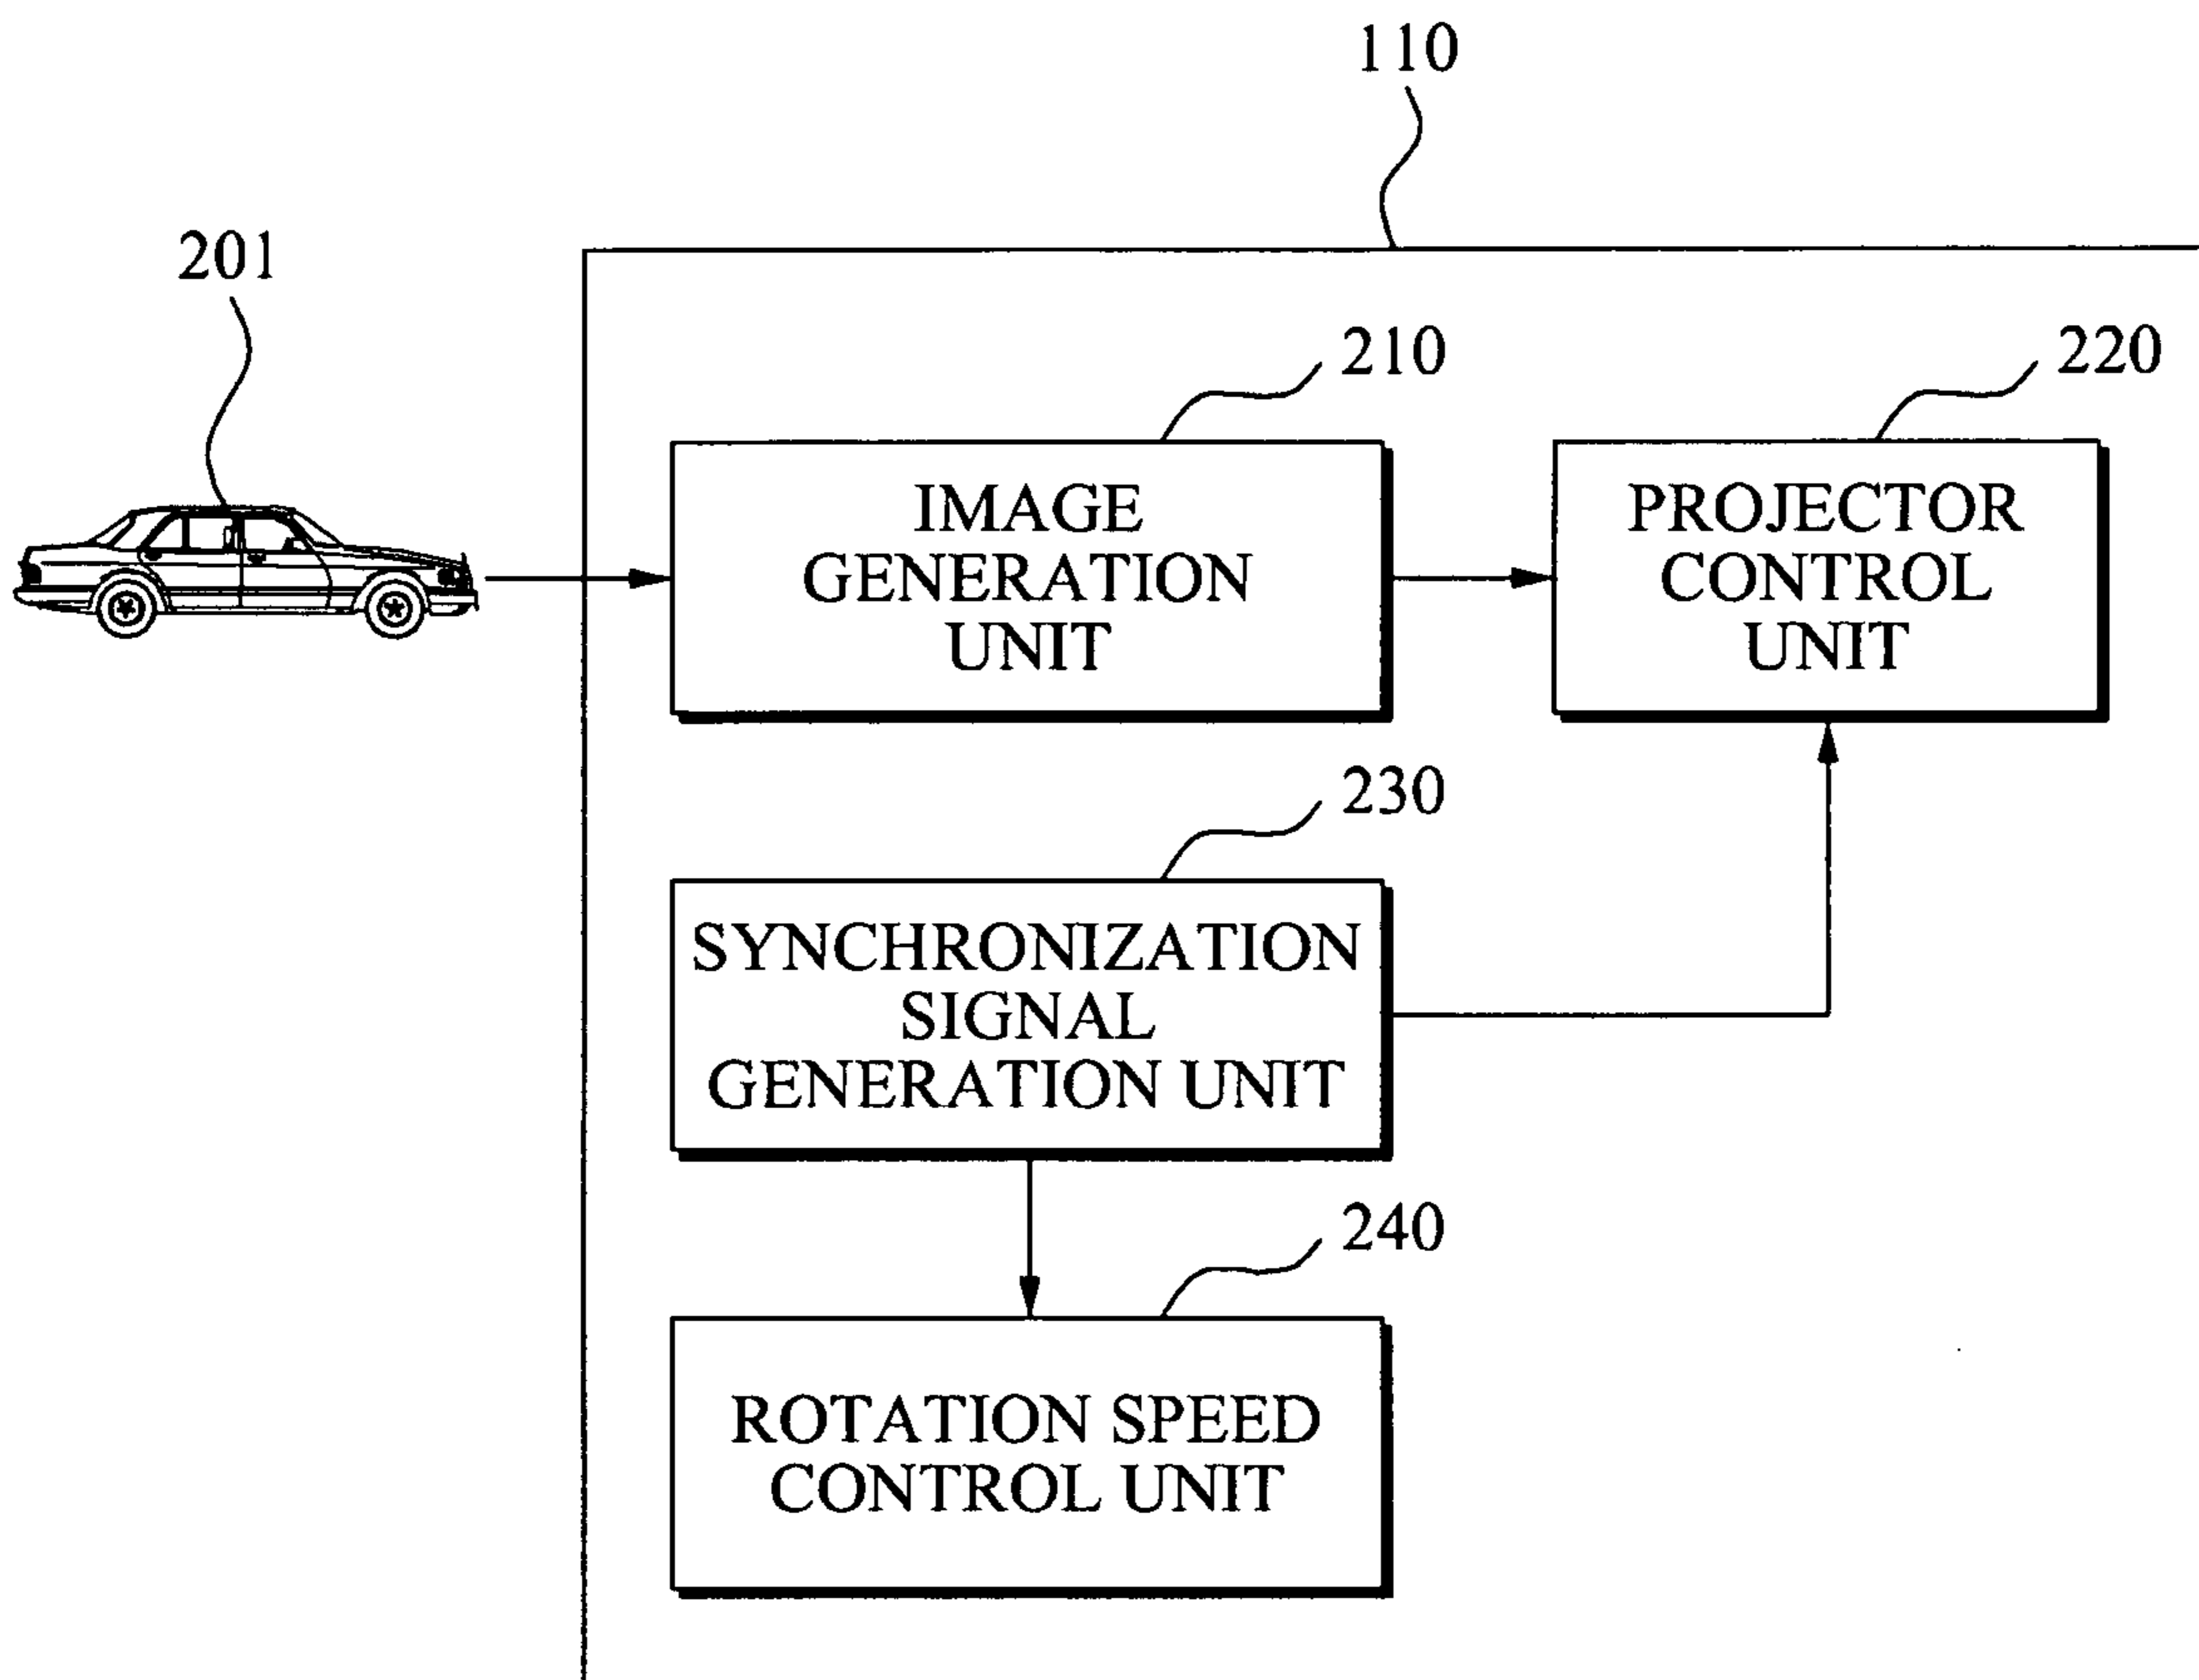 110
201
210
220
IMAGE
GENERATION
UNIT
PROJECTOR
CONTROL
UNIT
230
SYNCHRONIZATION
SIGNAL
GENERATION UNIT
240
ROTATION SPEED
CONTROL UNIT